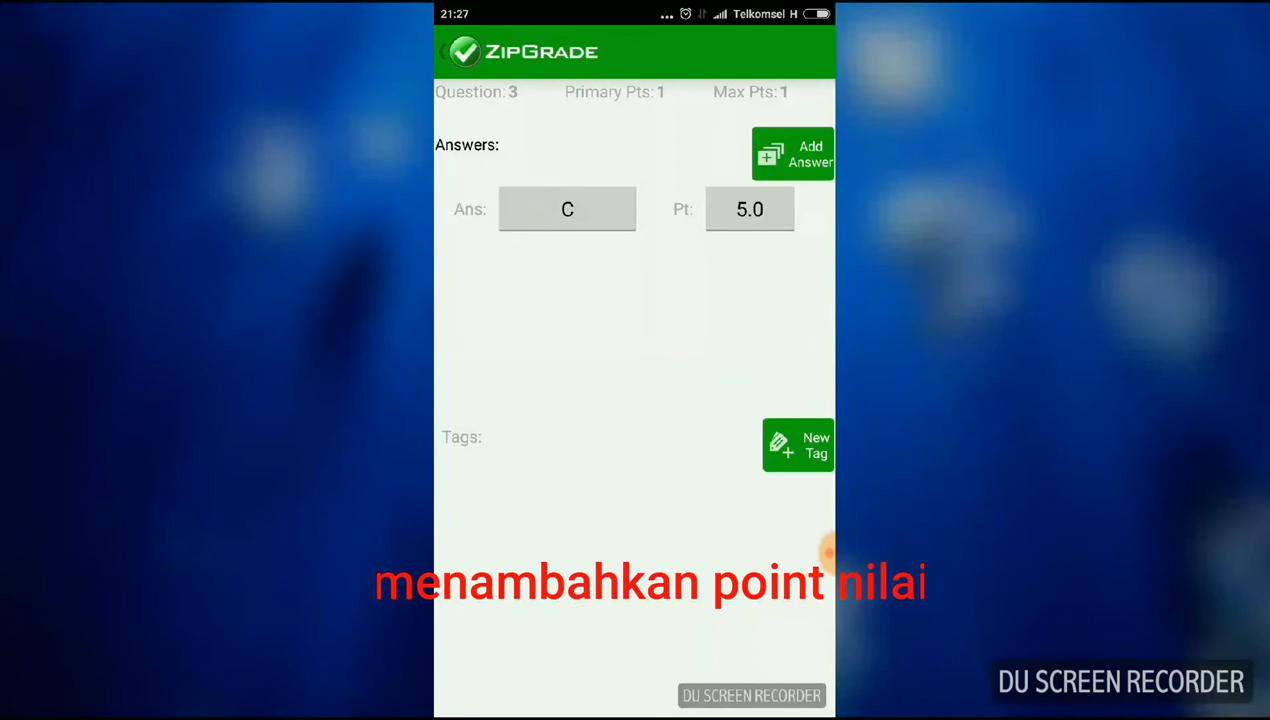 21:27 ... Telkomsel H
ZIPGRADE
Question: 3 Primary Pts: 1 Max Pts: 1
Answers:
Add
Answer
Ans: C Pt: 5.0
Tags:
New
Tag
menambahkan point nilai
DU SCREEN RECORDER
DU SCREEN RECORDER